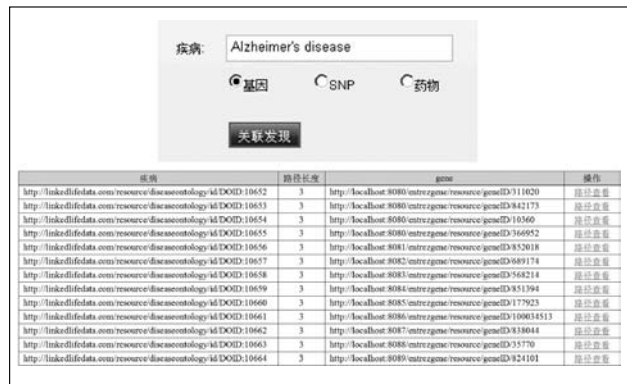 疾病: Alzheimer's disease
基因 SNP 药物
关联发现
疾病 路径长度 gene 操作
http://linkedlifedata.com/resource/diseaseontology/id/DOID:10652 3 http://localhost:8080/entrezgene/resource/geneID/311020 路径查看
http://linkedlifedata.com/resource/diseaseontology/id/DOID:10653 3 http://localhost:8080/entrezgene/resource/geneID/842173 路径查看
http://linkedlifedata.com/resource/diseaseontology/id/DOID:10654 3 http://localhost:8080/entrezgene/resource/geneID/10360 路径查看
http://linkedlifedata.com/resource/diseaseontology/id/DOID:10655 3 http://localhost:8080/entrezgene/resource/geneID/366952 路径查看
http://linkedlifedata.com/resource/diseaseontology/id/DOID:10656 3 http://localhost:8081/entrezgene/resource/geneID/852018 路径查看
http://linkedlifedata.com/resource/diseaseontology/id/DOID:10657 3 http://localhost:8082/entrezgene/resource/geneID/689174 路径查看
http://linkedlifedata.com/resource/diseaseontology/id/DOID:10658 3 http://localhost:8083/entrezgene/resource/geneID/568214 路径查看
http://linkedlifedata.com/resource/diseaseontology/id/DOID:10659 3 http://localhost:8084/entrezgene/resource/geneID/851394 路径查看
http://linkedlifedata.com/resource/diseaseontology/id/DOID:10660 3 http://localhost:8085/entrezgene/resource/geneID/177923 路径查看
http://linkedlifedata.com/resource/diseaseontology/id/DOID:10661 3 http://localhost:8086/entrezgene/resource/geneID/100034513 路径查看
http://linkedlifedata.com/resource/diseaseontology/id/DOID:10662 3 http://localhost:8087/entrezgene/resource/geneID/838044 路径查看
http://linkedlifedata.com/resource/diseaseontology/id/DOID:10663 3 http://localhost:8088/entrezgene/resource/geneID/35770 路径查看
http://linkedlifedata.com/resource/diseaseontology/id/DOID:10664 3 http://localhost:8089/entrezgene/resource/geneID/824101 路径查看